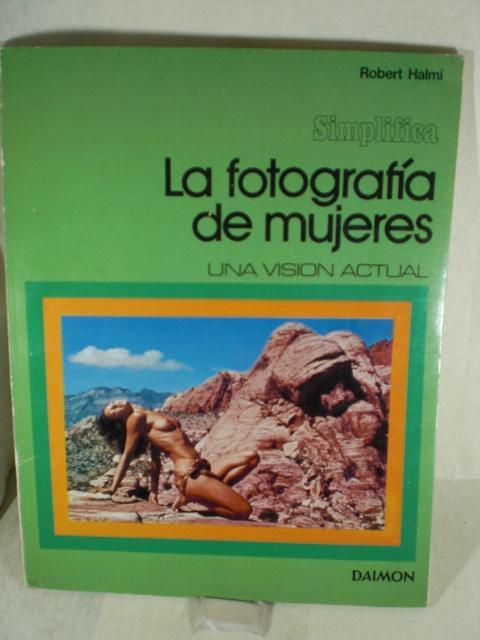 Robert Halmi
Simplifica
La fotografía
de mujeres
UNA VISION ACTUAL
DAIMON